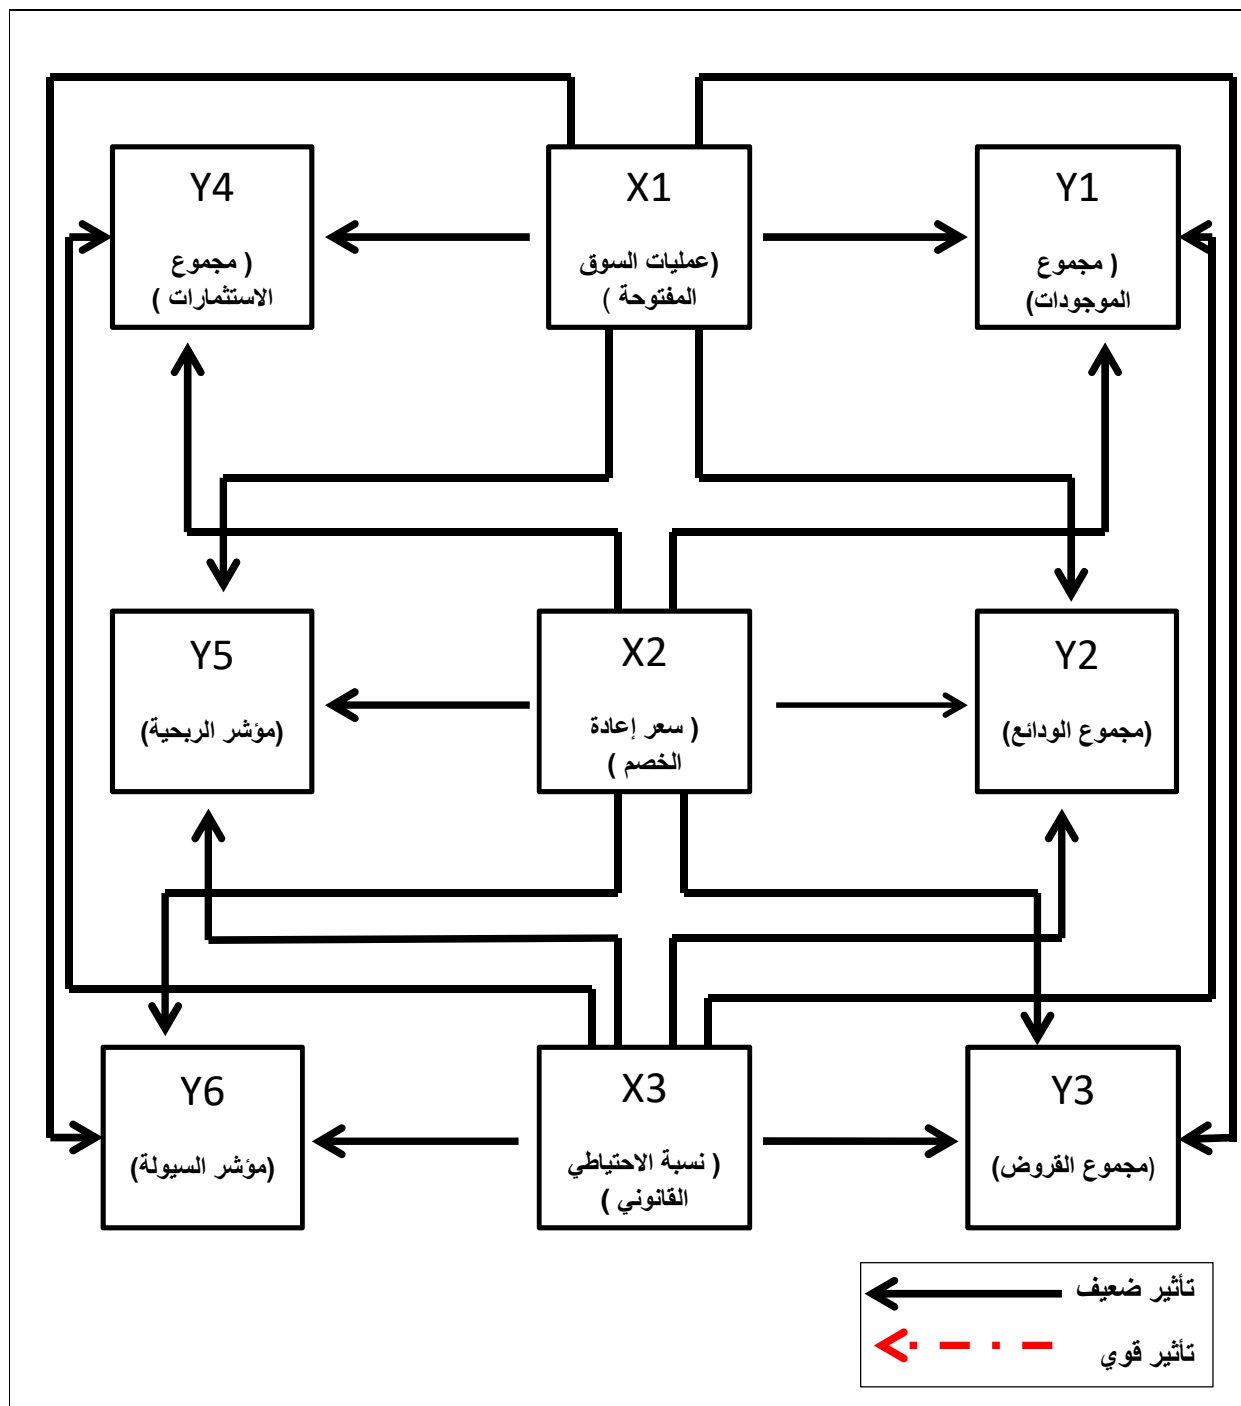 Y1
( مجموع
الموجودات)
X1
(عمليات السوق
المفتوحة )
Y4
( مجموع
الاستثمارات )
Y2
(مجموع الودائع)
X2
( سعر إعادة
الخصم )
Y5
(مؤشر الربحية)
Y3
(مجموع القروض)
X3
( نسبة الاحتياطي
القانوني )
Y6
(مؤشر السيولة)
تأثير ضعيف
تأثير قوي